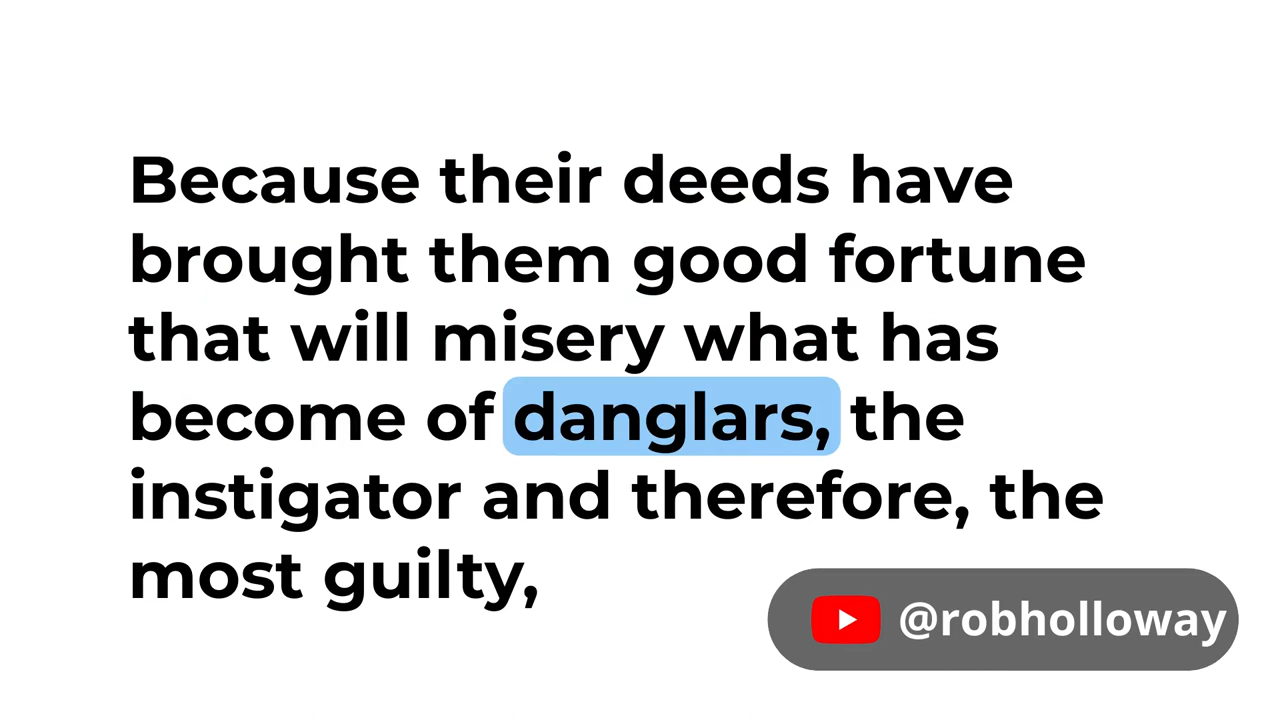 Because their deeds have
brought them good fortune
that will misery what has
become of danglars, the
instigator and therefore, the
most guilty,
@robholloway